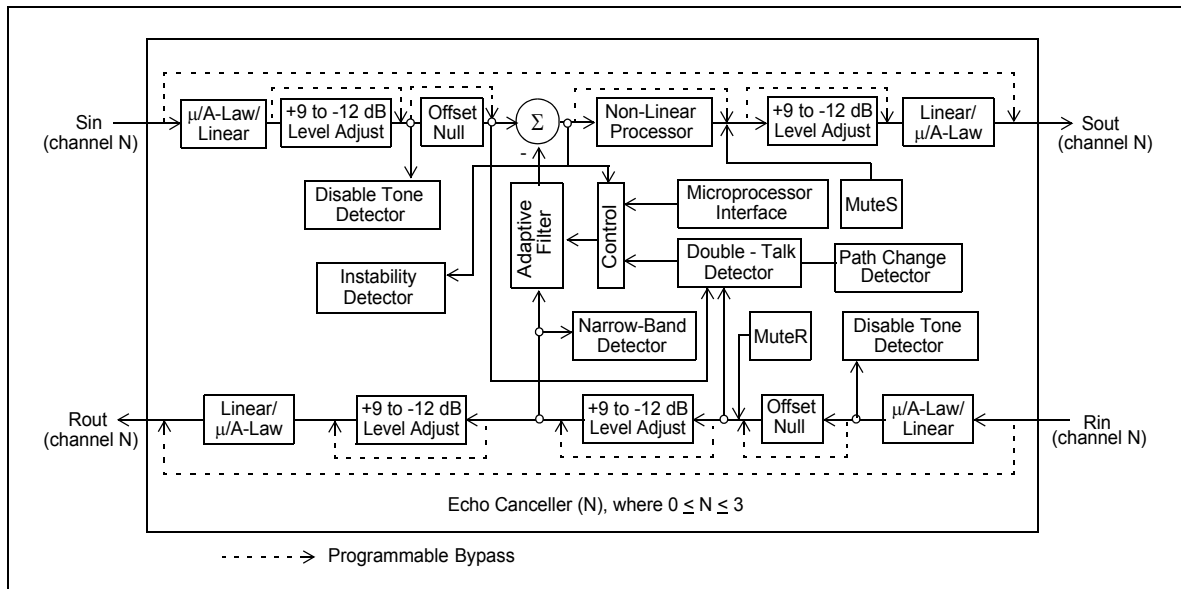 Sin
(channel N)
μ/A-Law/
Linear
+9 to -12 dB
Level Adjust
Offset
Null
Σ
-
Non-Linear
Processor
+9 to -12 dB
Level Adjust
Linear/
μ/A-Law
Sout
(channel N)
Disable Tone
Detector
Adaptive
Filter
Control
Microprocessor
Interface
MuteS
Instability
Detector
Double - Talk
Detector
Path Change
Detector
Narrow-Band
Detector
MuteR
Disable Tone
Detector
Rout
(channel N)
Linear/
μ/A-Law
+9 to -12 dB
Level Adjust
+9 to -12 dB
Level Adjust
Offset
Null
μ/A-Law/
Linear
Rin
(channel N)
Echo Canceller (N), where 0 ≤ N ≤ 3
Programmable Bypass